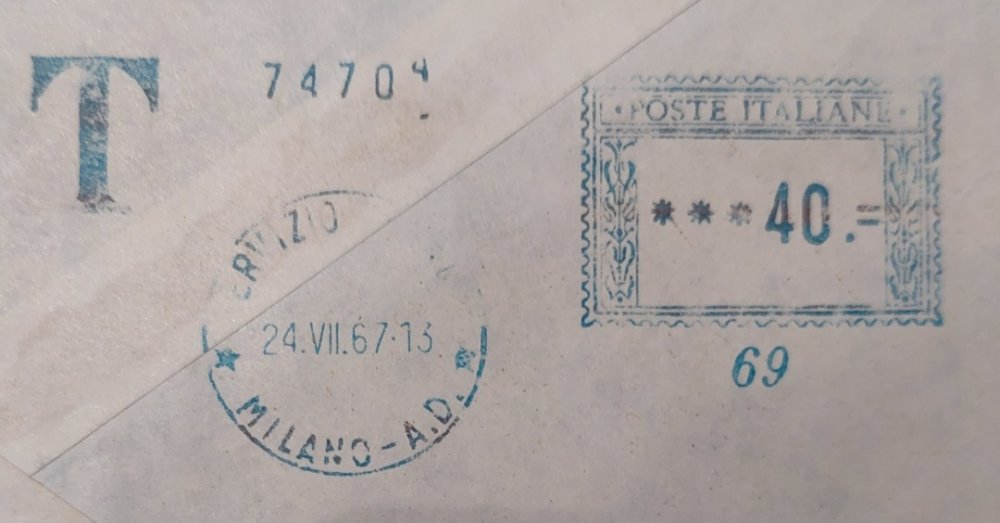 T
74704
POSTE ITALIANE
***40.=
69
24.VII.67-13
MILANO-A.D.